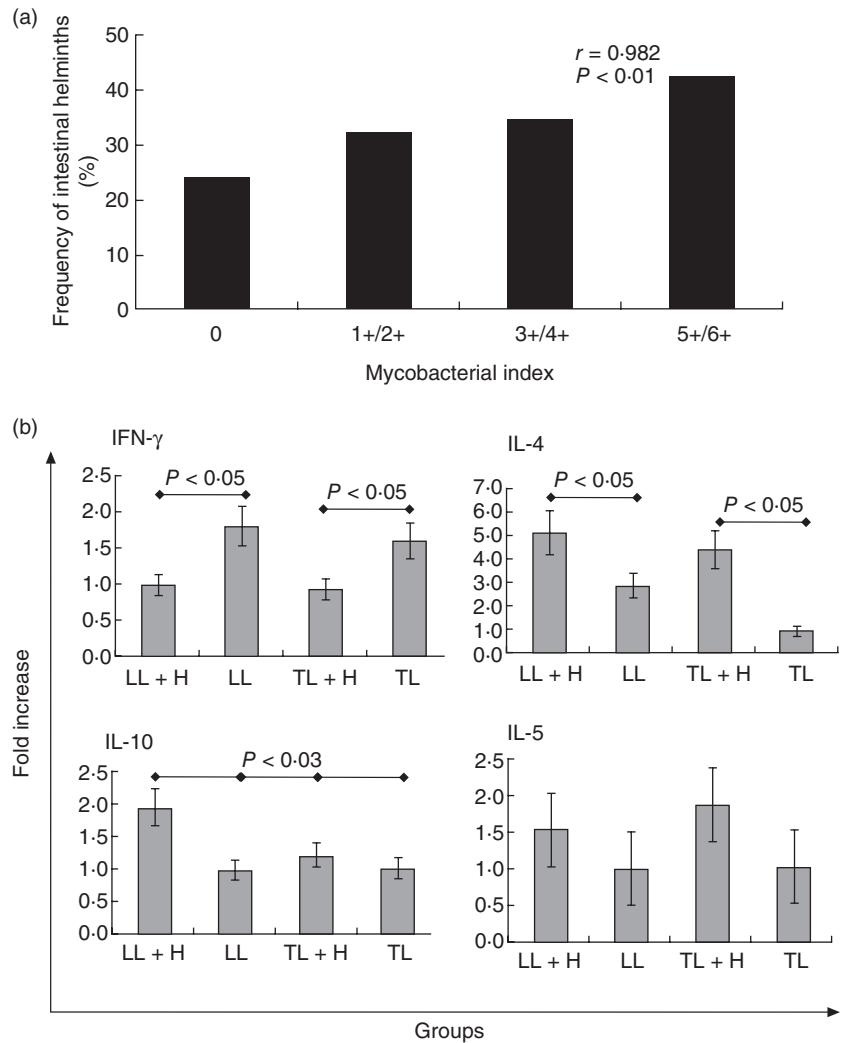 (a)
Frequency of intestinal helminths
(%)
50
40
30
20
10
0
r = 0·982
P < 0·01
0 1+/2+ 3+/4+ 5+/6+
Mycobacterial index
(b)
Fold increase
IFN-γ
2·5
2·0
1·5
1·0
0·5
0·0
P < 0·05
P < 0·05
LL + H LL TL + H TL
IL-4
7·0
6·0
5·0
4·0
3·0
2·0
1·0
0·0
P < 0·05
P < 0·05
LL + H LL TL + H TL
IL-10
2·5
2·0
1·5
1·0
0·5
0·0
P < 0·03
LL + H LL TL + H TL
IL-5
2·5
2·0
1·5
1·0
0·5
0·0
LL + H LL TL + H TL
Groups